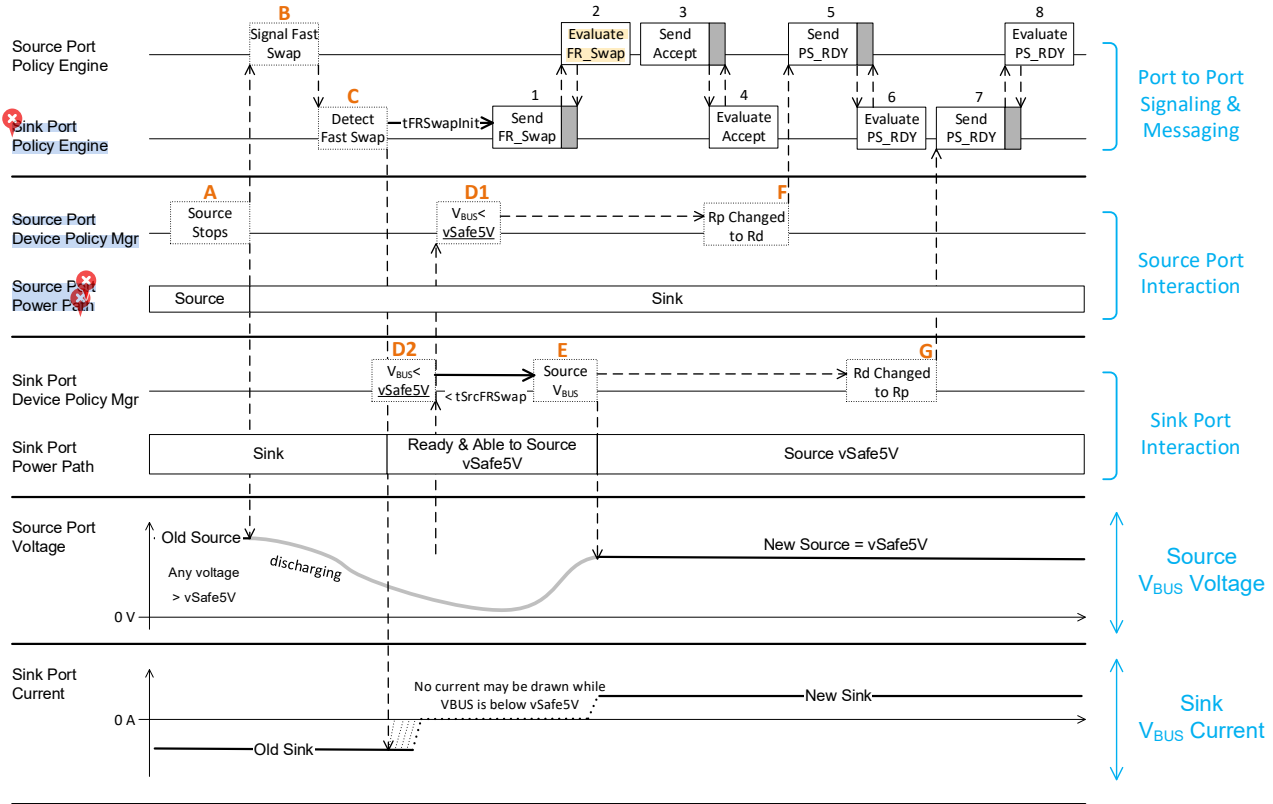 B
2
3
5
8
Source Port
Policy Engine
Signal Fast
Swap
Evaluate
FR_Swap
Send
Accept
Send
PS_RDY
Evaluate
PS_RDY
C
1
4
6
7
Sink Port
Policy Engine
Detect
Fast Swap
tFRSwapInit
Send
FR_Swap
Evaluate
Accept
Evaluate
PS_RDY
Send
PS_RDY
Port to Port
Signaling &
Messaging
A
D1
F
Source Port
Device Policy Mgr
Source
Stops
VBUS<
vSafe5V
Rp Changed
to Rd
Source Port
Power Path
Source
Sink
Source Port
Interaction
D2
E
G
Sink Port
Device Policy Mgr
VBUS<
vSafe5V
< tSrcFRSwap
Source
VBUS
Rd Changed
to Rp
Sink Port
Power Path
Sink
Ready & Able to Source
vSafe5V
Source vSafe5V
Sink Port
Interaction
Source Port
Voltage
Old Source
Any voltage
> vSafe5V
discharging
New Source = vSafe5V
0 V
Source
VBUS Voltage
Sink Port
Current
No current may be drawn while
VBUS is below vSafe5V
New Sink
0 A
Old Sink
Sink
VBUS Current